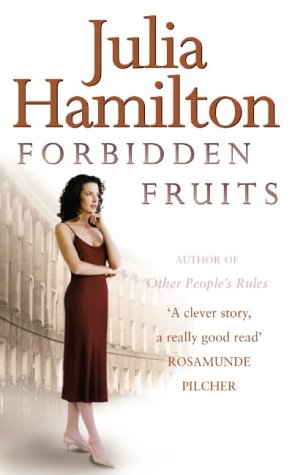 Julia
Hamilton
FORBIDDEN
FRUITS
AUTHOR OF
Other People's Rules
'A clever story,
a really good read'
ROSAMUNDE
PILCHER